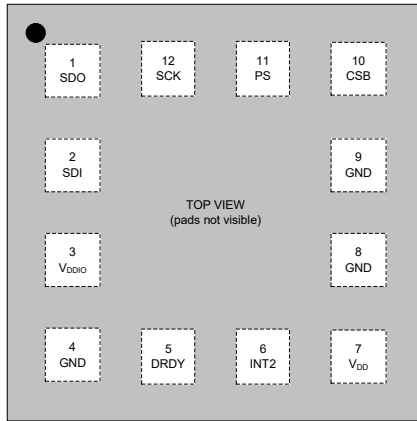 1
SDO
12
SCK
11
PS
10
CSB
2
SDI
9
GND
TOP VIEW
(pads not visible)
3
VDDIO
8
GND
4
GND
5
DRDY
6
INT2
7
VDD